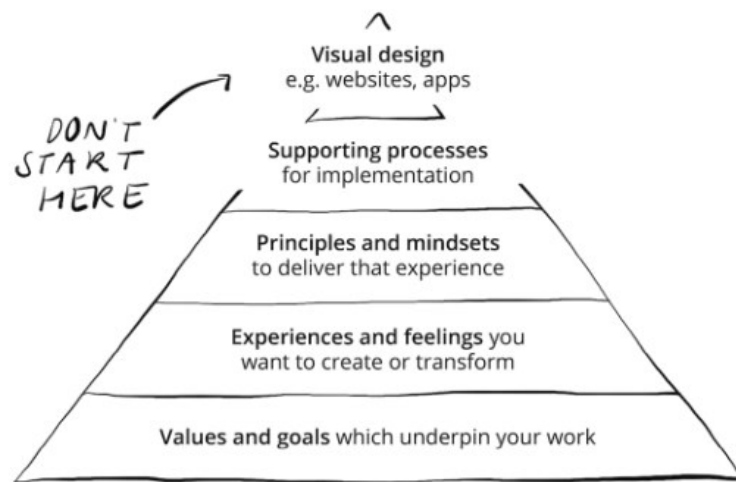 Visual design
e.g. websites, apps
DON'T
START
HERE
Supporting processes
for implementation
Principles and mindsets
to deliver that experience
Experiences and feelings you
want to create or transform
Values and goals which underpin your work